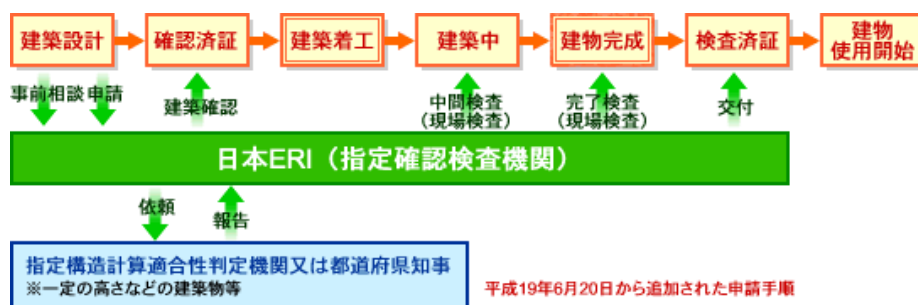 建築設計
確認済証
建築着工
建築中
建物完成
検査済証
建物
使用開始
事前相談
申請
建築確認
中間検査
(現場検査)
完了検査
(現場検査)
交付
日本ERI(指定確認検査機関)
依頼
報告
指定構造計算適合性判定機関又は都道府県知事
※一定の高さなどの建築物等
平成19年6月20日から追加された申請手順